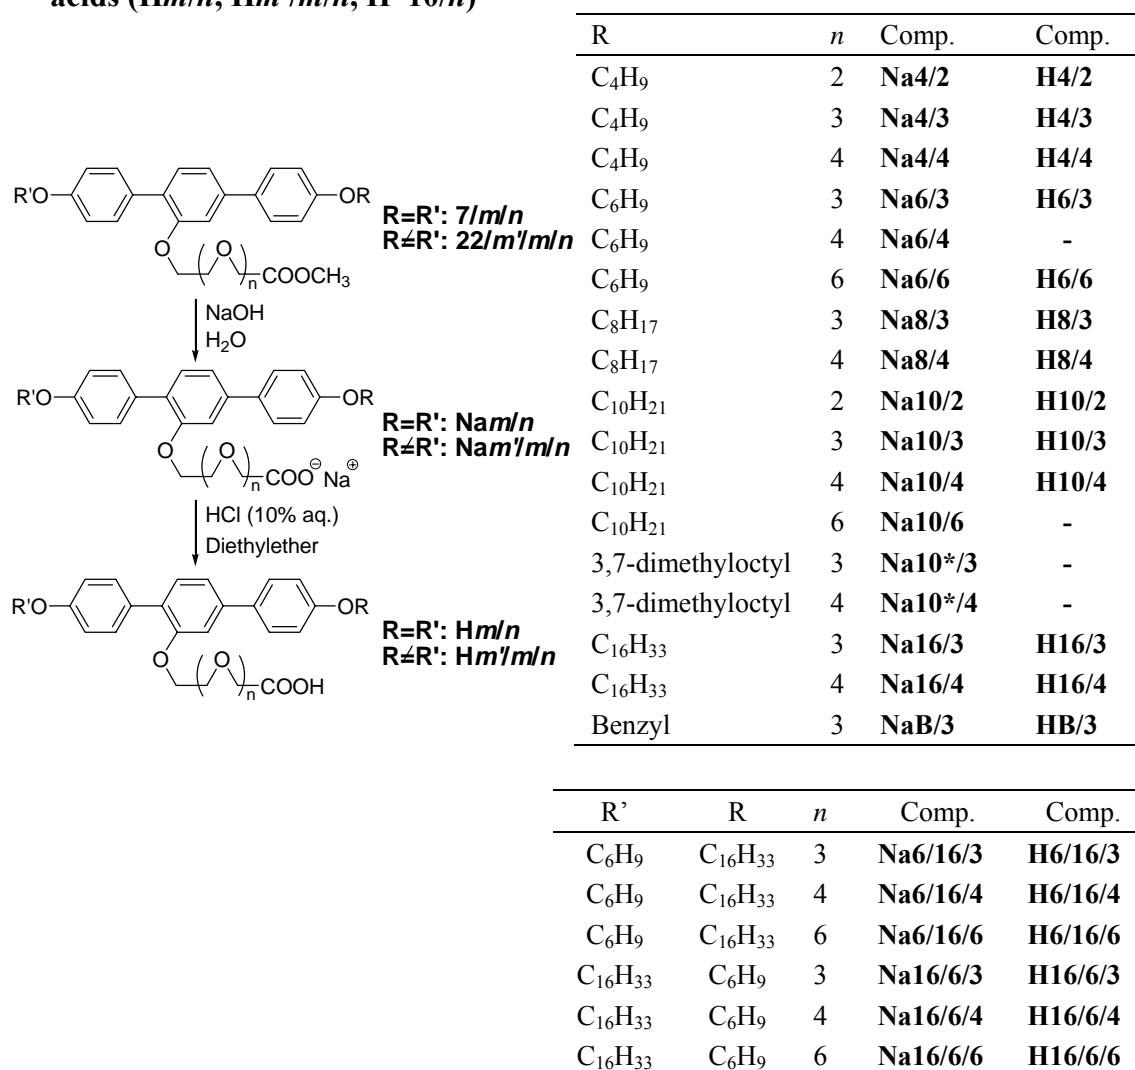 acids (Hm/n, Hm'/m/n, H 16/n)
R'O
OR
R=R': 7/m/n
R≠R': 22/m'/m/n
O
O
n
COOCH₃
NaOH
H₂O
R'O
OR
R=R': Nam/n
R≠R': Nam'/m/n
O
O
n
COO⊖ Na⊕
HCl (10% aq.)
Diethylether
R'O
OR
R=R': Hm/n
R≠R': Hm'/m/n
O
O
n
COOH
R n Comp. Comp.
C₄H₉ 2 Na4/2 H4/2
C₄H₉ 3 Na4/3 H4/3
C₄H₉ 4 Na4/4 H4/4
C₆H₉ 3 Na6/3 H6/3
C₆H₉ 4 Na6/4 -
C₆H₉ 6 Na6/6 H6/6
C₈H₁₇ 3 Na8/3 H8/3
C₈H₁₇ 4 Na8/4 H8/4
C₁₀H₂₁ 2 Na10/2 H10/2
C₁₀H₂₁ 3 Na10/3 H10/3
C₁₀H₂₁ 4 Na10/4 H10/4
C₁₀H₂₁ 6 Na10/6 -
3,7-dimethyloctyl 3 Na10*/3 -
3,7-dimethyloctyl 4 Na10*/4 -
C₁₆H₃₃ 3 Na16/3 H16/3
C₁₆H₃₃ 4 Na16/4 H16/4
Benzyl 3 NaB/3 HB/3
R’ R n Comp. Comp.
C₆H₉ C₁₆H₃₃ 3 Na6/16/3 H6/16/3
C₆H₉ C₁₆H₃₃ 4 Na6/16/4 H6/16/4
C₆H₉ C₁₆H₃₃ 6 Na6/16/6 H6/16/6
C₁₆H₃₃ C₆H₉ 3 Na16/6/3 H16/6/3
C₁₆H₃₃ C₆H₉ 4 Na16/6/4 H16/6/4
C₁₆H₃₃ C₆H₉ 6 Na16/6/6 H16/6/6